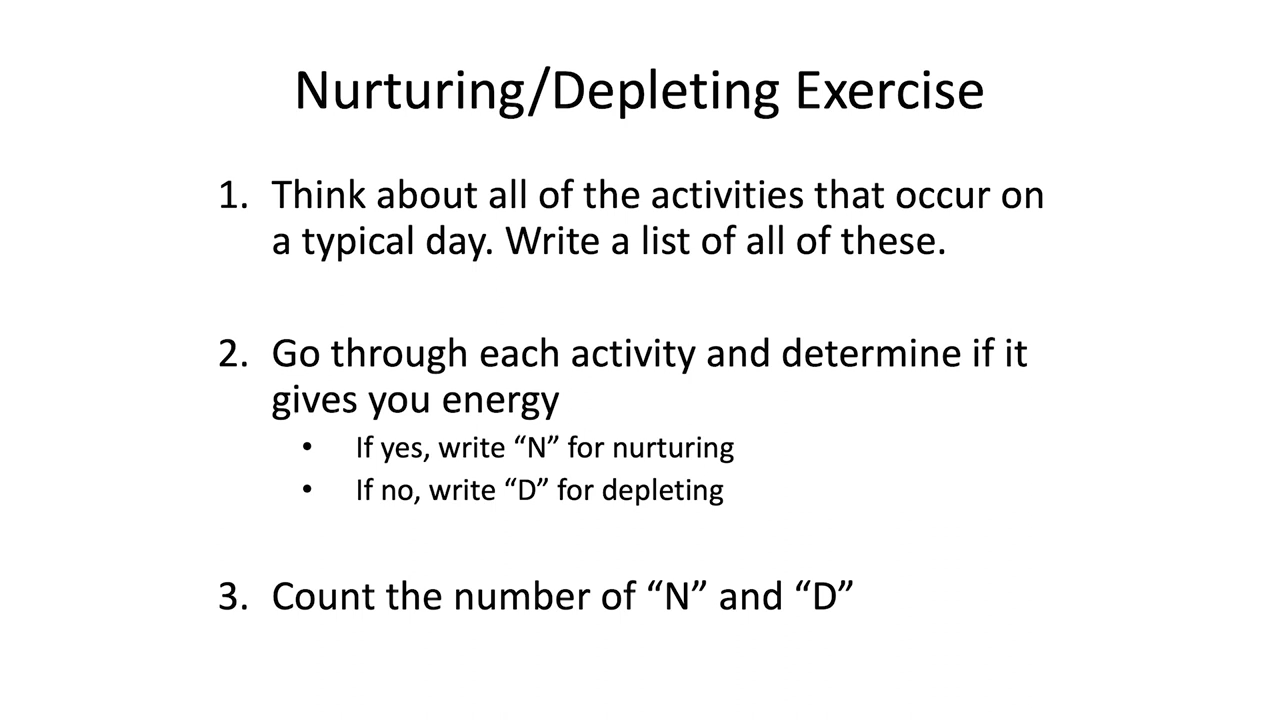 Nurturing/Depleting Exercise
1. Think about all of the activities that occur on
a typical day. Write a list of all of these.
2. Go through each activity and determine if it
gives you energy
• If yes, write “N” for nurturing
• If no, write “D” for depleting
3. Count the number of “N” and “D”